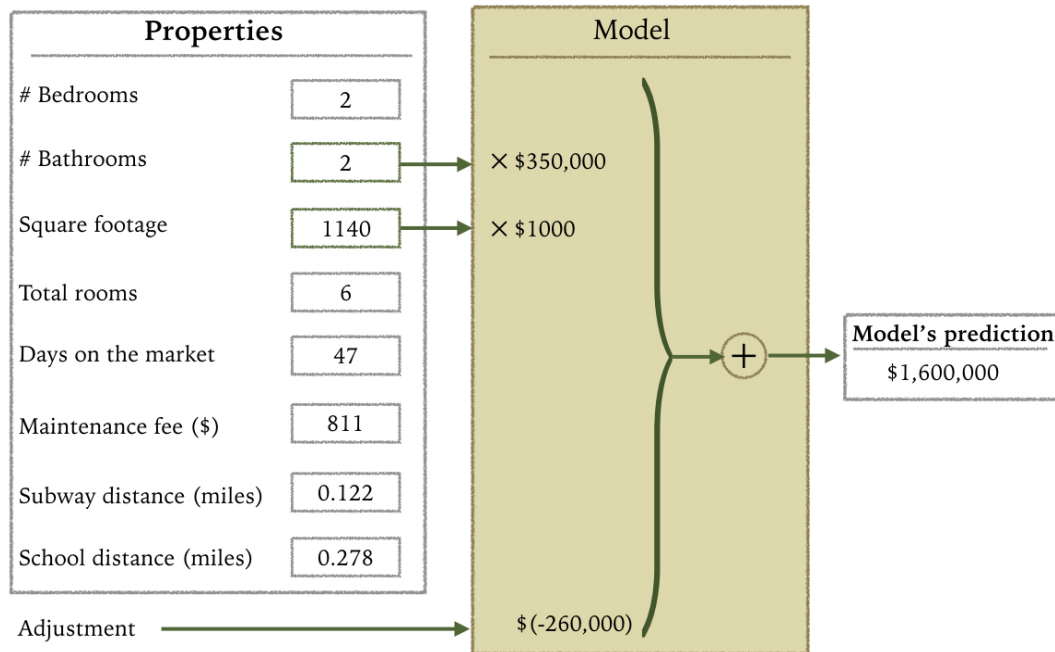 Properties
Model
# Bedrooms
2
# Bathrooms
2
× $350,000
Square footage
1140
× $1000
Total rooms
6
Days on the market
47
+
Model's prediction
$1,600,000
Maintenance fee ($)
811
Subway distance (miles)
0.122
School distance (miles)
0.278
Adjustment
$(-260,000)